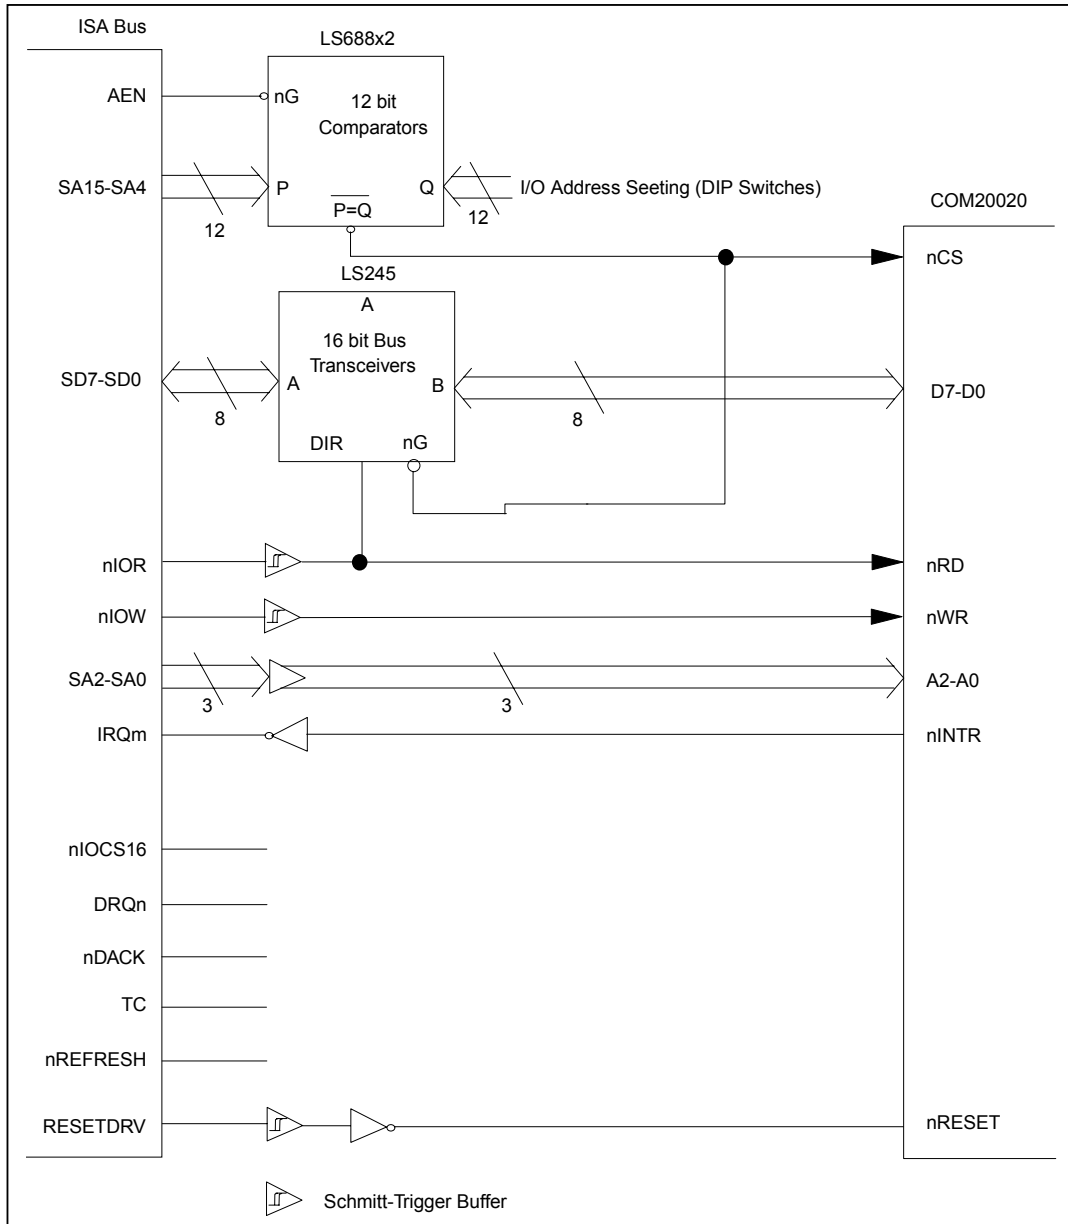 ISA Bus
LS688x2
AEN
nG
12 bit
Comparators
SA15-SA4
P
Q
I/O Address Seeting (DIP Switches)
12
P=Q
12
COM20020
nCS
LS245
A
16 bit Bus
Transceivers
SD7-SD0
A
B
D7-D0
8
8
DIR
nG
nIOR
nRD
nIOW
nWR
SA2-SA0
A2-A0
3
3
IRQm
nINTR
nIOCS16
DRQn
nDACK
TC
nREFRESH
RESETDRV
nRESET
Schmitt-Trigger Buffer